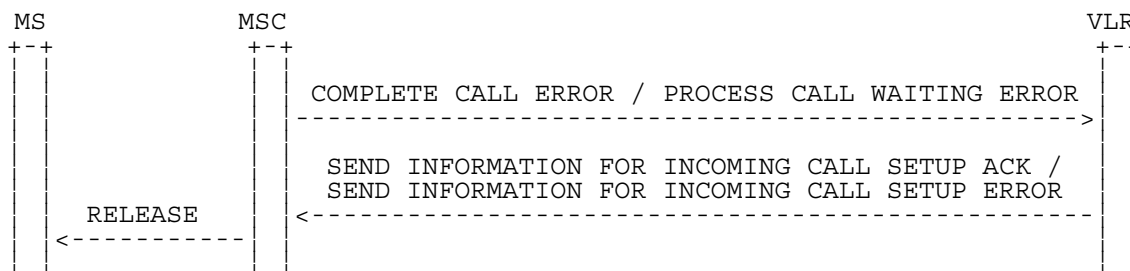 MS MSC VLR
COMPLETE CALL ERROR / PROCESS CALL WAITING ERROR
SEND INFORMATION FOR INCOMING CALL SETUP ACK /
SEND INFORMATION FOR INCOMING CALL SETUP ERROR
RELEASE